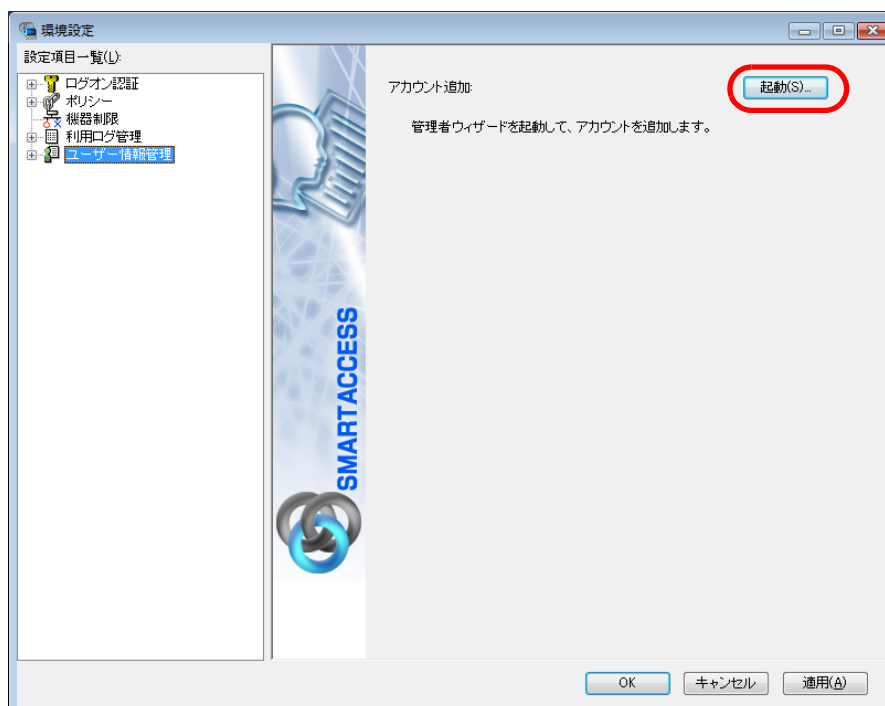 環境設定
設定項目一覧(L):
ログオン認証
ポリシー
機器制限
利用ログ管理
ユーザー情報管理
SMARTACCESS
アカウント追加:
起動(S)...
管理者ウィザードを起動して、アカウントを追加します。
OK
キャンセル
適用(A)